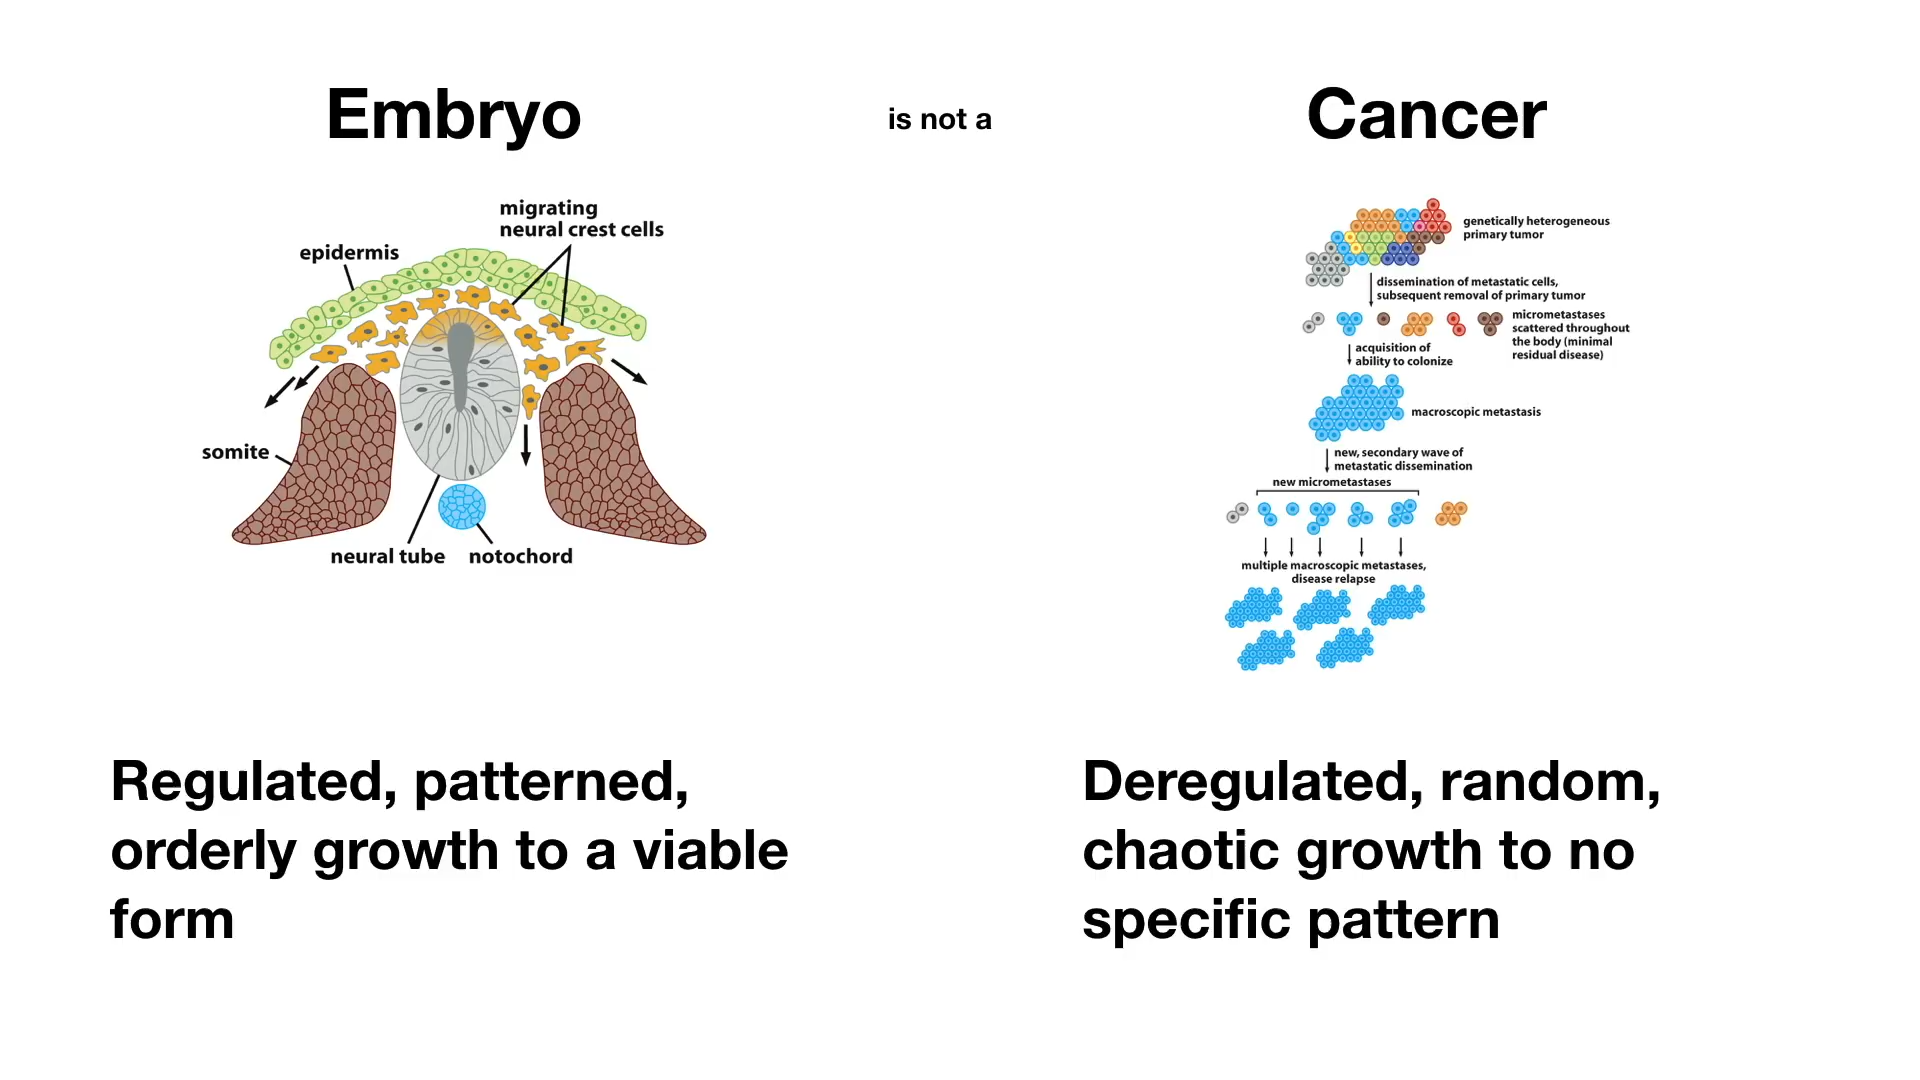 Embryo
is not a
Cancer
migrating
neural crest cells
epidermis
somite
neural tube
notochord
genetically heterogeneous
primary tumor
dissemination of metastatic cells,
subsequent removal of primary tumor
micrometastases
scattered throughout
the body (minimal
residual disease)
acquisition of
ability to colonize
macroscopic metastasis
new, secondary wave of
metastatic dissemination
new micrometastases
multiple macroscopic metastases,
disease relapse
Regulated, patterned,
orderly growth to a viable
form
Deregulated, random,
chaotic growth to no
specific pattern